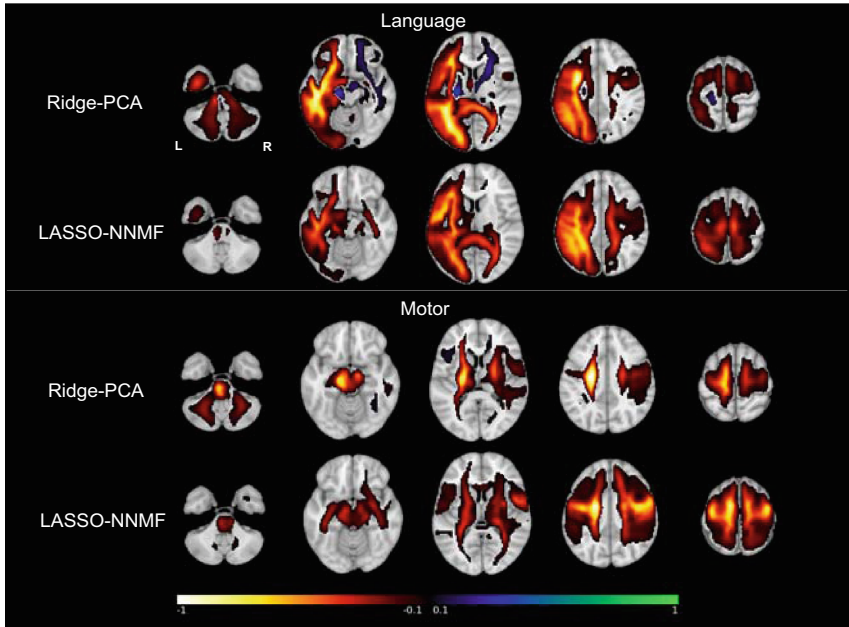 Language
Ridge-PCA
L R
LASSO-NNMF
Motor
Ridge-PCA
LASSO-NNMF
-1 -0.1 0.1 1